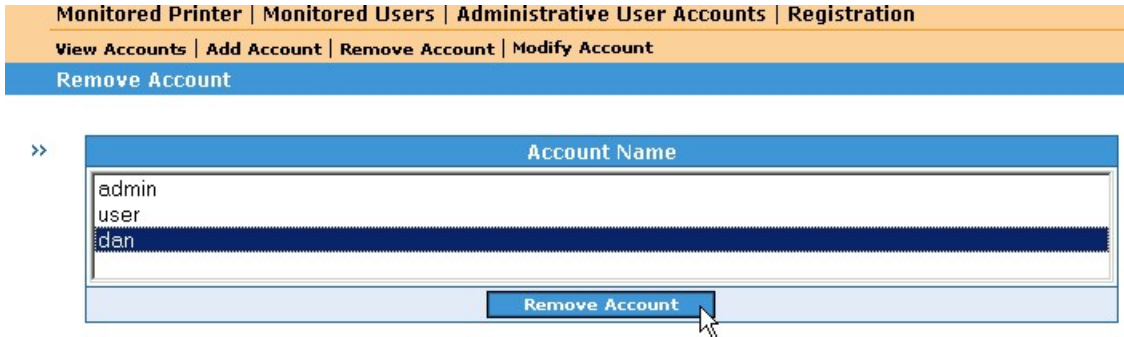 Monitored Printer | Monitored Users | Administrative User Accounts | Registration
View Accounts | Add Account | Remove Account | Modify Account
Remove Account
»
Account Name
admin
user
dan
Remove Account